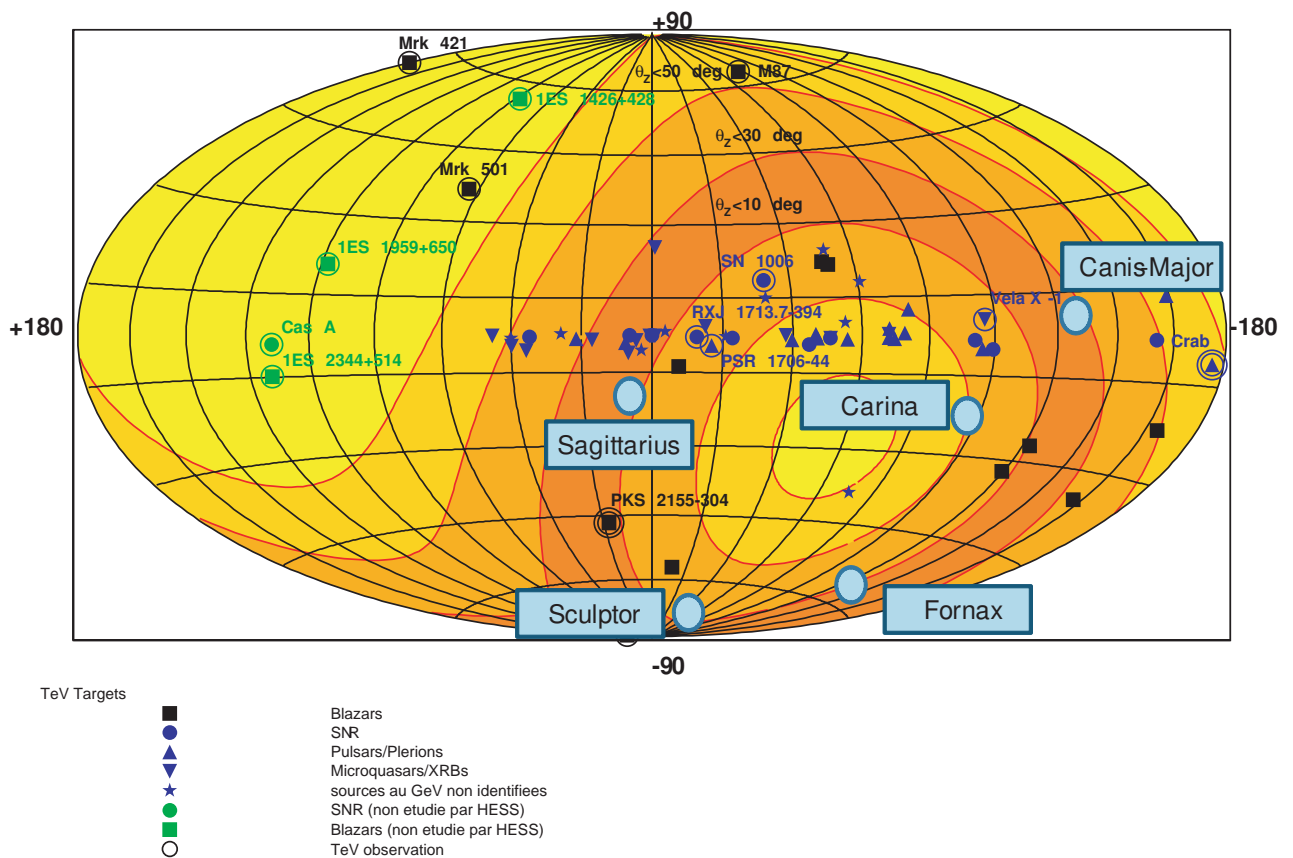 +90
Mrk 421
θz<50 deg
M87
1ES 1426+428
θz<30 deg
Mrk 501
θz<10 deg
1ES 1959+650
SN 1006
Canis-Major
Vela X -1
RXJ 1713.7-394
+180
-180
Cas A
Crab
1ES 2344+514
PSR 1706-44
Carina
Sagittarius
PKS 2155-304
Sculptor
Fornax
-90
TeV Targets
Blazars
SNR
Pulsars/Plerions
Microquasars/XRBs
sources au GeV non identifiees
SNR (non etudie par HESS)
Blazars (non etudie par HESS)
TeV observation